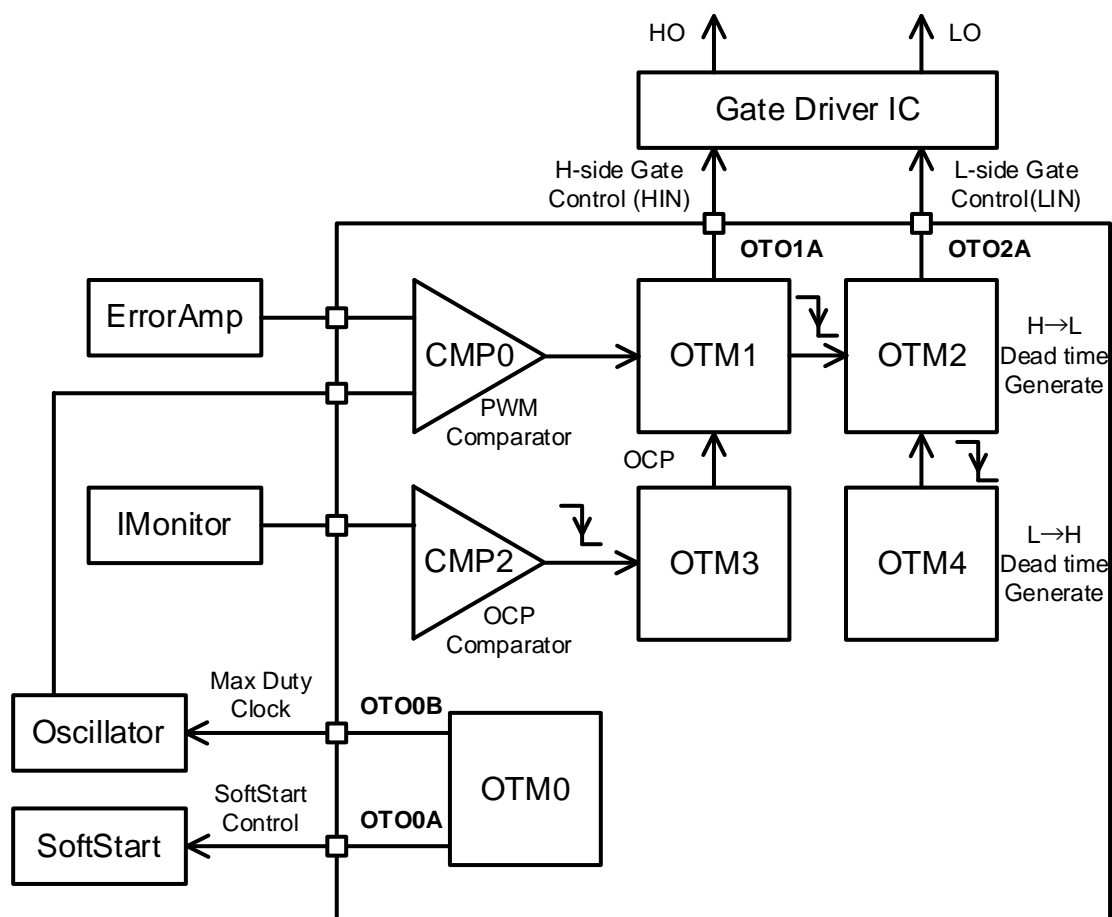 HO
LO
Gate Driver IC
H-side Gate
Control (HIN)
L-side Gate
Control(LIN)
OTO1A
OTO2A
ErrorAmp
CMP0
PWM
Comparator
OTM1
OTM2
H→L
Dead time
Generate
OCP
IMonitor
CMP2
OCP
Comparator
OTM3
OTM4
L→H
Dead time
Generate
Max Duty
Clock
OTO0B
Oscillator
OTM0
SoftStart
Control
OTO0A
SoftStart